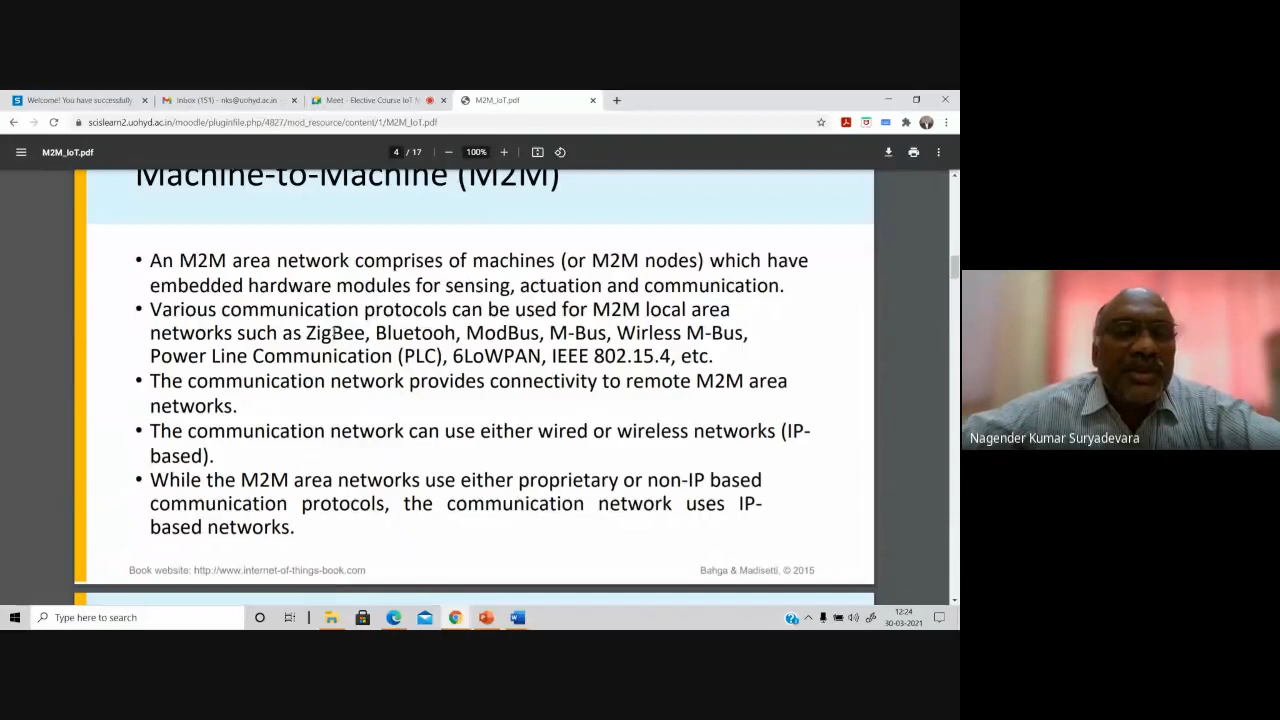 Welcome! You have successfully
Inbox (151) - nks@uohyd.ac.in -
Meet - Elective Course IoT M
M2M_IoT.pdf
scislearn2.uohyd.ac.in/moodle/pluginfile.php/4827/mod_resource/content/1/M2M_IoT.pdf
M2M_IoT.pdf
4 / 17
100%
Machine-to-Machine (M2M)
• An M2M area network comprises of machines (or M2M nodes) which have
embedded hardware modules for sensing, actuation and communication.
• Various communication protocols can be used for M2M local area
networks such as ZigBee, Bluetooh, ModBus, M-Bus, Wirless M-Bus,
Power Line Communication (PLC), 6LoWPAN, IEEE 802.15.4, etc.
• The communication network provides connectivity to remote M2M area
networks.
• The communication network can use either wired or wireless networks (IP-
based).
• While the M2M area networks use either proprietary or non-IP based
communication protocols, the communication network uses IP-
based networks.
Book website: http://www.internet-of-things-book.com
Bahga & Madisetti, © 2015
Nagender Kumar Suryadevara
Type here to search
12:24
30-03-2021